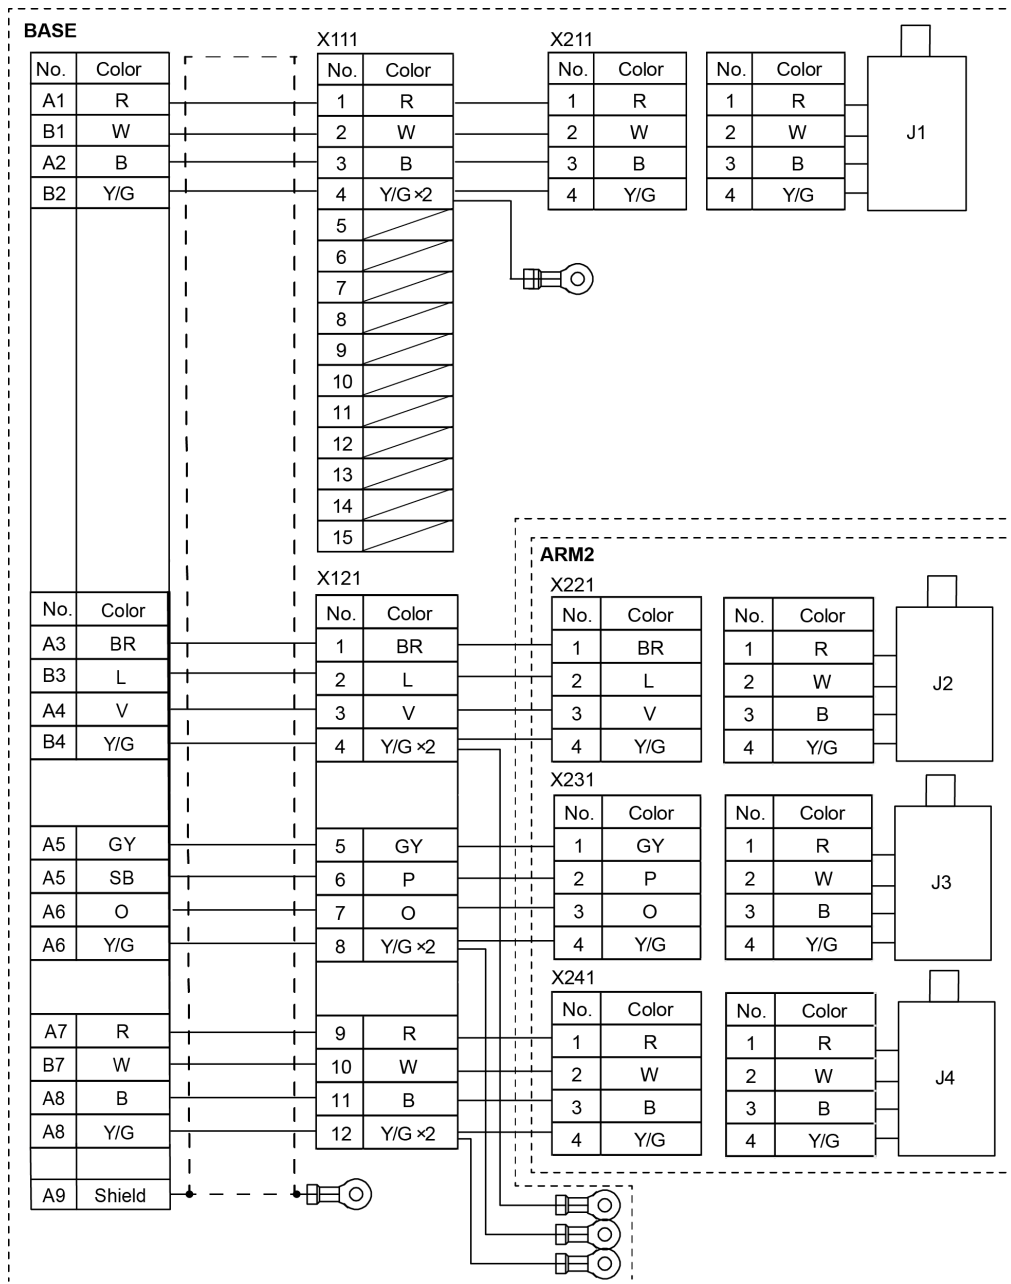 BASE
No. Color
A1 R
B1 W
A2 B
B2 Y/G
X111
No. Color
1 R
2 W
3 B
4 Y/G×2
5
6
7
8
9
10
11
12
13
14
15
X211
No. Color
1 R
2 W
3 B
4 Y/G
No. Color
1 R
2 W
3 B
4 Y/G
J1
No. Color
A3 BR
B3 L
A4 V
B4 Y/G
A5 GY
A5 SB
A6 O
A6 Y/G
A7 R
B7 W
A8 B
A8 Y/G
A9 Shield
X121
No. Color
1 BR
2 L
3 V
4 Y/G×2
5 GY
6 P
7 O
8 Y/G×2
9 R
10 W
11 B
12 Y/G×2
ARM2
X221
No. Color
1 BR
2 L
3 V
4 Y/G
No. Color
1 R
2 W
3 B
4 Y/G
J2
X231
No. Color
1 GY
2 P
3 O
4 Y/G
No. Color
1 R
2 W
3 B
4 Y/G
J3
X241
No. Color
1 R
2 W
3 B
4 Y/G
No. Color
1 R
2 W
3 B
4 Y/G
J4